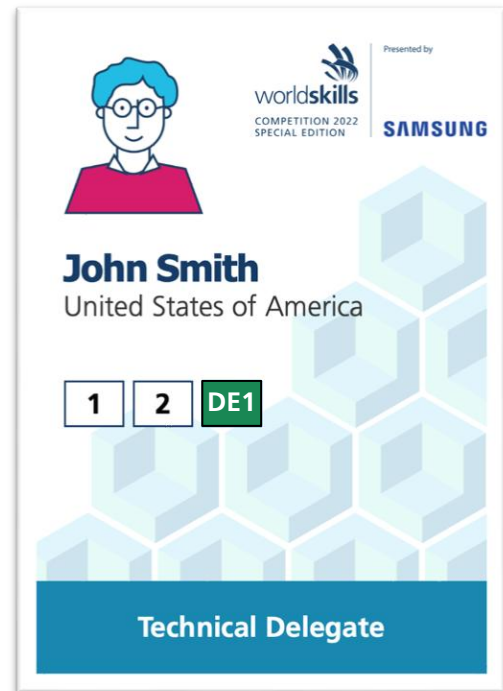 Presented by
worldskills
COMPETITION 2022
SPECIAL EDITION
SAMSUNG
John Smith
United States of America
1 2 DE1
Technical Delegate